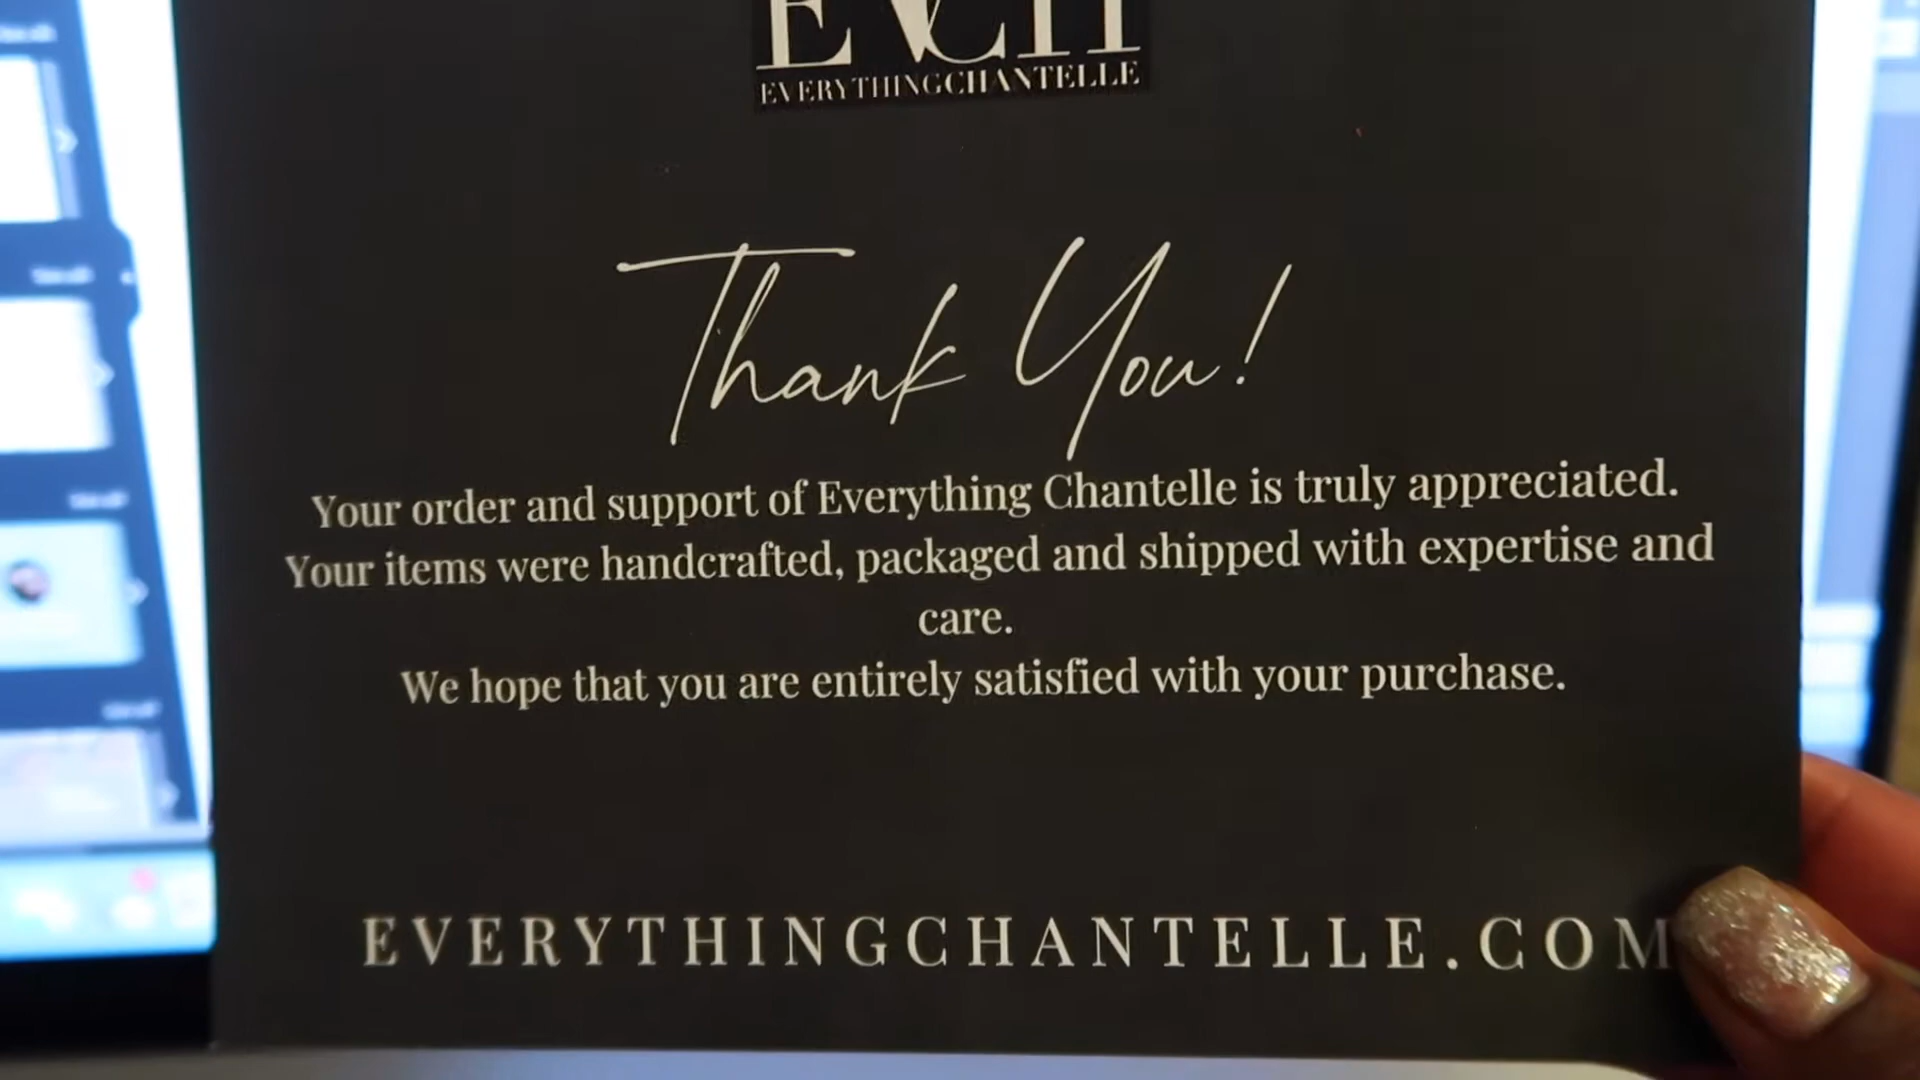 EVCH
EVERYTHINGCHANTELLE
Thank You!
Your order and support of Everything Chantelle is truly appreciated.
Your items were handcrafted, packaged and shipped with expertise and
care.
We hope that you are entirely satisfied with your purchase.
EVERYTHINGCHANTELLE.COM